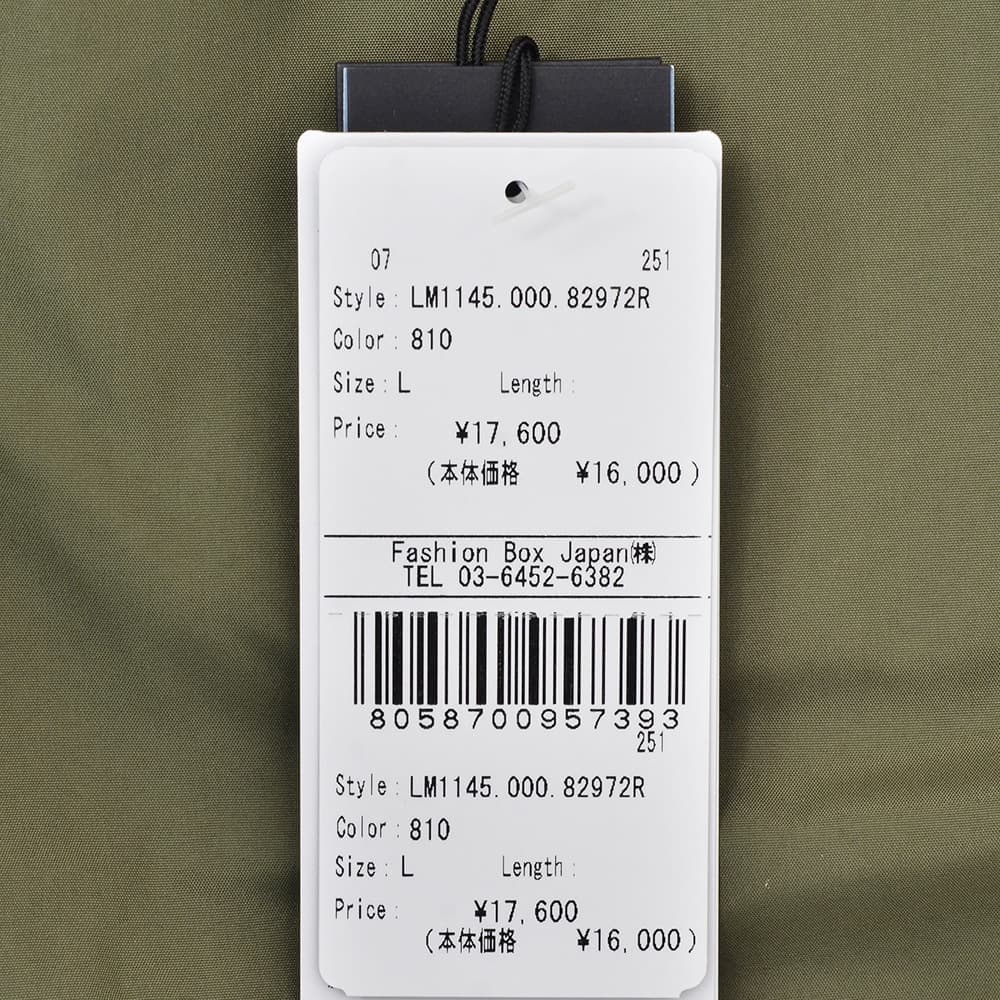 07 251
Style : LM1145.000.82972R
Color : 810
Size : L Length :
Price : ¥17,600
(本体価格 ¥16,000)
Fashion Box Japan㈱
TEL 03-6452-6382
8058700957393
251
Style : LM1145.000.82972R
Color : 810
Size : L Length :
Price : ¥17,600
(本体価格 ¥16,000)